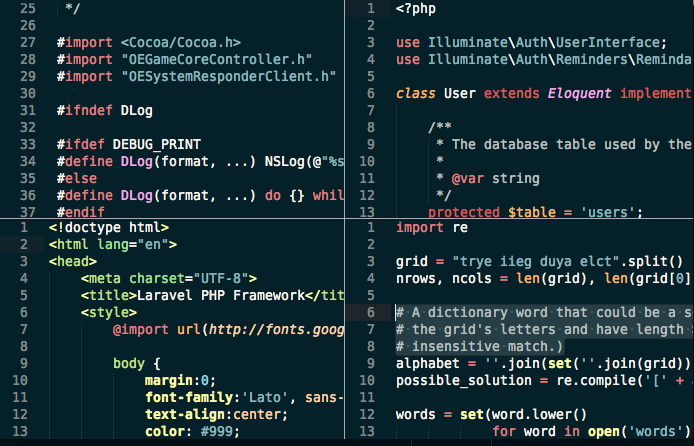 25 */
26
27 #import <Cocoa/Cocoa.h>
28 #import "OEGameCoreController.h"
29 #import "OESystemResponderClient.h"
30
31 #ifndef DLog
32
33 #ifdef DEBUG_PRINT
34 #define DLog(format, ...) NSLog(@"%s
35 #else
36 #define DLog(format, ...) do {} whil
37 #endif
1 <?php
2
3 use Illuminate\Auth\UserInterface;
4 use Illuminate\Auth\Reminders\Reminda
5
6 class User extends Eloquent implement
7
8 /**
9 * The database table used by the
10 *
11 * @var string
12 */
13 protected $table = 'users';
1 <!doctype html>
2 <html lang="en">
3 <head>
4 <meta charset="UTF-8">
5 <title>Laravel PHP Framework</tit
6 <style>
7 @import url(http://fonts.goog
8
9 body {
10 margin:0;
11 font-family:'Lato', sans-
12 text-align:center;
13 color: #999;
1 import re
2
3 grid = "trye iieg duya elct".split()
4 nrows, ncols = len(grid), len(grid[0]
5
6 # A dictionary word that could be a s
7 # the grid's letters and have length
8 # insensitive match.)
9 alphabet = ''.join(set(''.join(grid))
10 possible_solution = re.compile('[' +
11
12 words = set(word.lower()
13 for word in open('words')